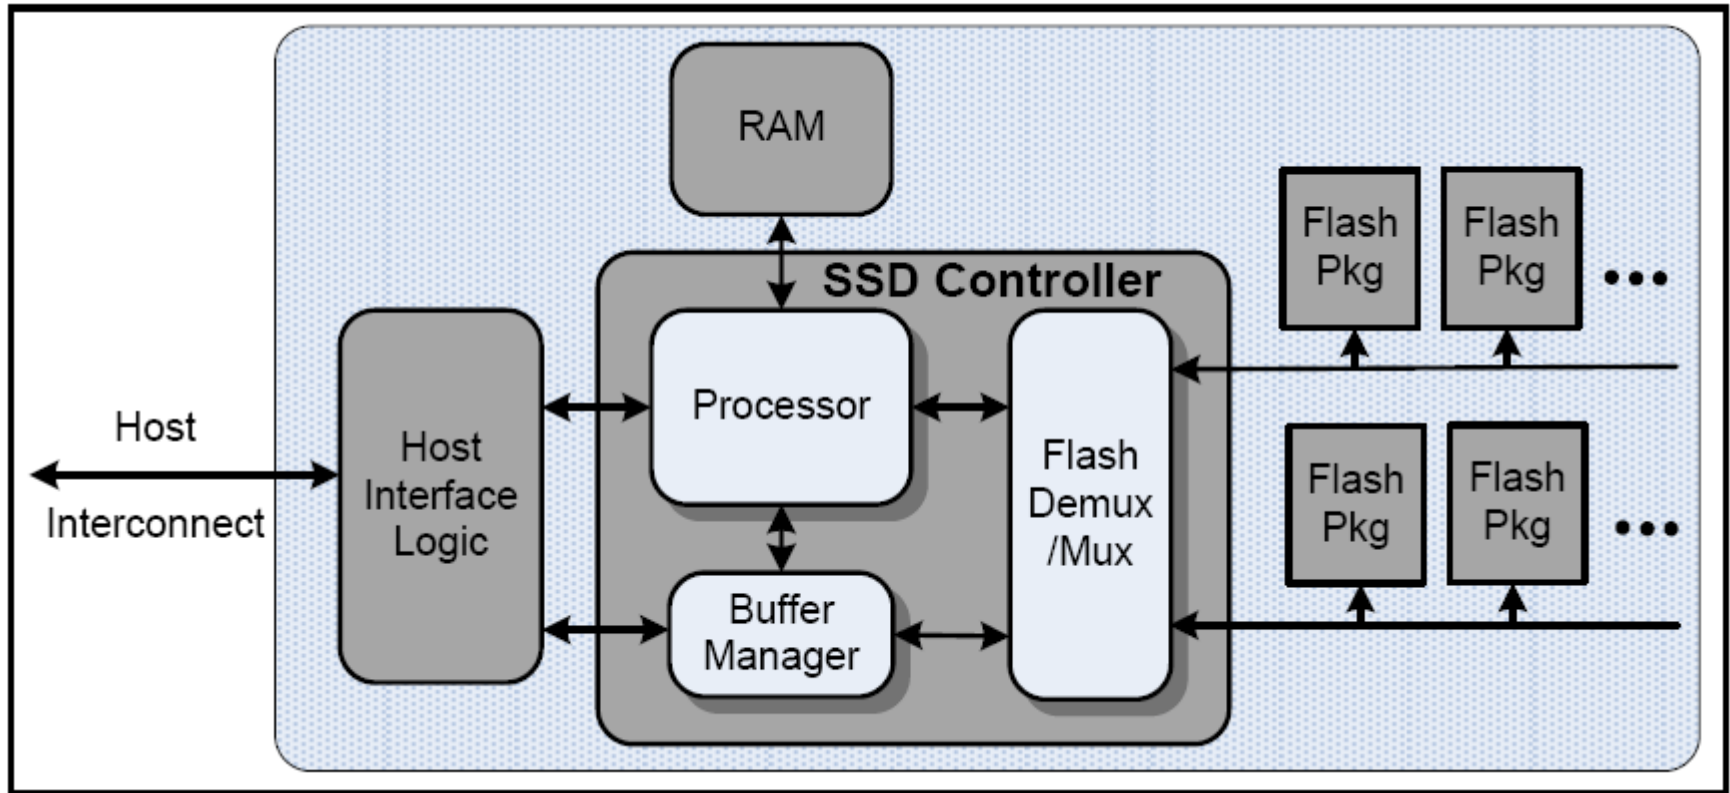 RAM
SSD Controller
Flash
Pkg
Flash
Pkg
...
Processor
Host
Interconnect
Host
Interface
Logic
Flash
Demux
/Mux
Flash
Pkg
Flash
Pkg
...
Buffer
Manager